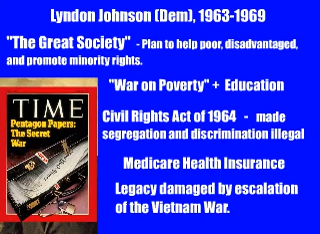 Lyndon Johnson (Dem), 1963-1969
"The Great Society" - Plan to help poor, disadvantaged,
and promote minority rights.
"War on Poverty" + Education
TIME
Pentagon Papers:
The Secret
War
Civil Rights Act of 1964 - made
segregation and discrimination illegal
Medicare Health Insurance
Legacy damaged by escalation
of the Vietnam War.